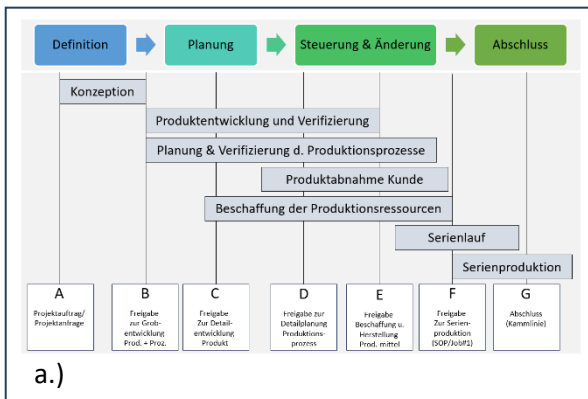 Definition
Planung
Steuerung & Änderung
Abschluss
Konzeption
Produktentwicklung und Verifizierung
Planung & Verifizierung d. Produktionsprozesse
Produktabnahme Kunde
Beschaffung der Produktionsressourcen
Serienlauf
Serienproduktion
A
Projektauftrag/
Projektanfrage
B
Freigabe
zur Grob-
entwicklung
Prod. + Proz.
C
Freigabe
Zur Detail-
entwicklung
Produkt
D
Freigabe zur
Detailplanung
Produktions-
prozess
E
Freigabe
Beschaffung u.
Herstellung
Prod. mittel
F
Freigabe
Zur Serien-
produktion
(SOP/Job#1)
G
Abschluss
(Kammlinie)
a.)